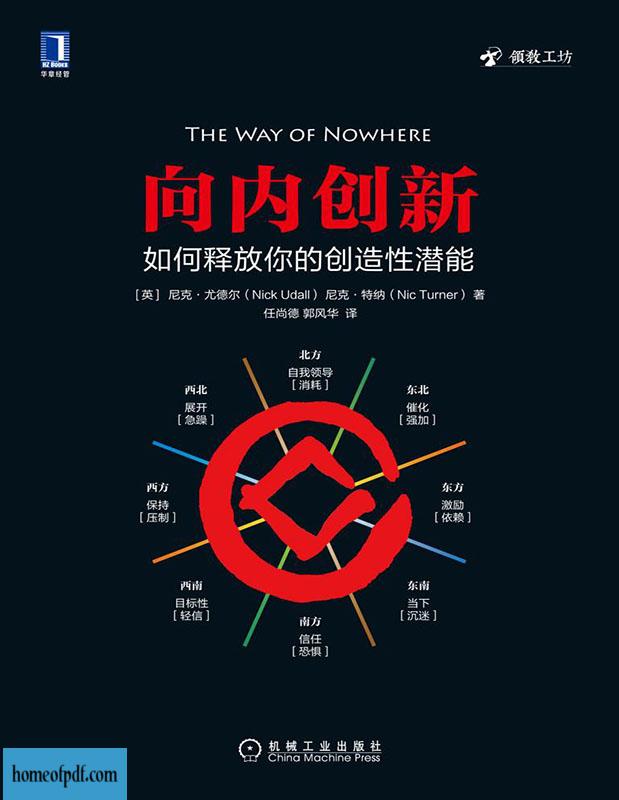 HZ BOOKS
华章经管
领教工坊
THE WAY OF NOWHERE
向内创新
如何释放你的创造性潜能
[英] 尼克·尤德尔（Nick Udall） 尼克·特纳（Nic Turner） 著
任尚德 郭风华 译
北方
自我领导
[消耗]
西北
展开
[急躁]
东北
催化
[强加]
西方
保持
[压制]
东方
激励
[依赖]
西南
目标性
[轻信]
东南
当下
[沉迷]
南方
信任
[恐惧]
机械工业出版社
China Machine Press
homeofpdf.com